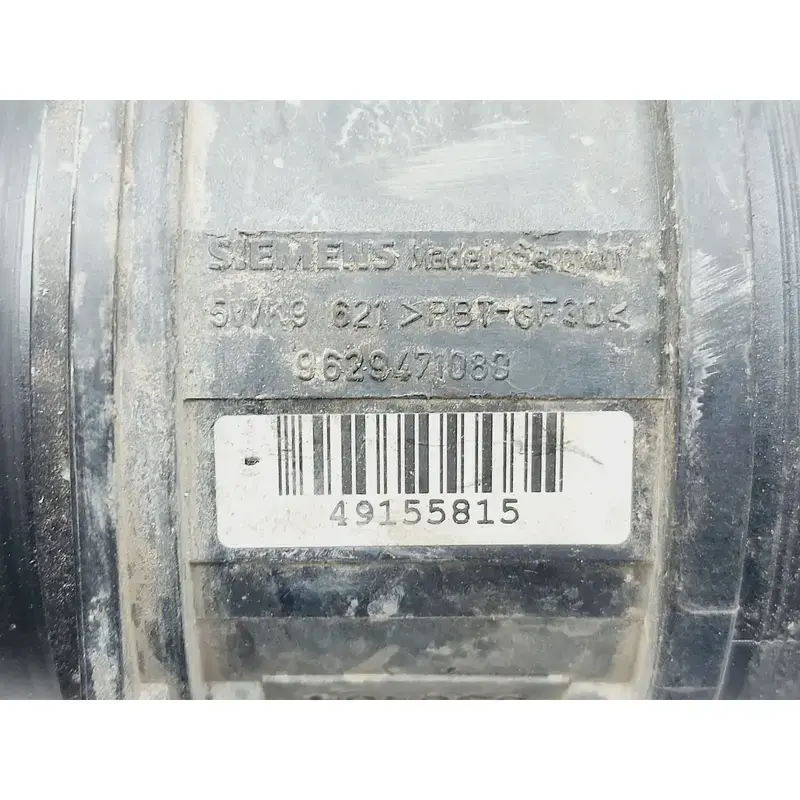 SIEMENS Made in Germany
5WK9 621 >PBT-GF30<
9629471080
49155815